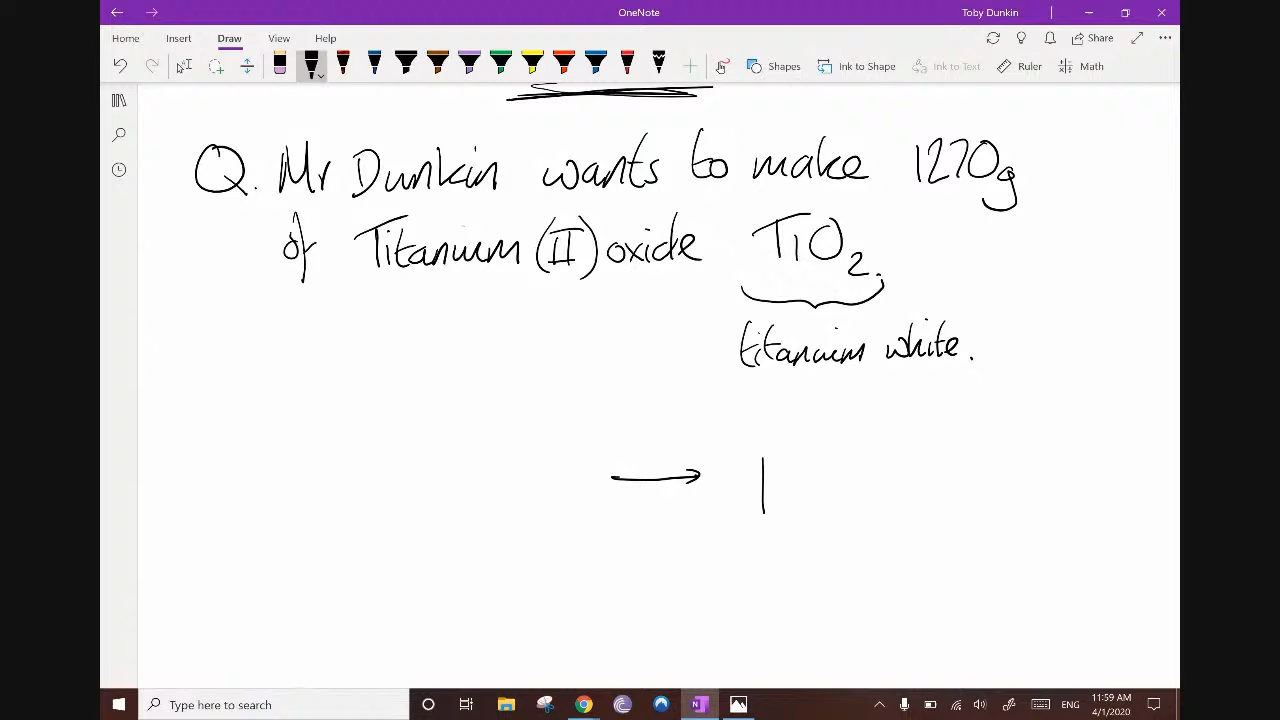 OneNote
Toby Dunkin
Home Insert Draw View Help
Share
Shapes
Ink to Shape
Ink to Text
Ruler
Math
Q. Mr Dunkin wants to make 1270g
of Titanium (II) oxide TiO2.
titanium white.
→
Type here to search
ENG
11:59 AM
4/1/2020